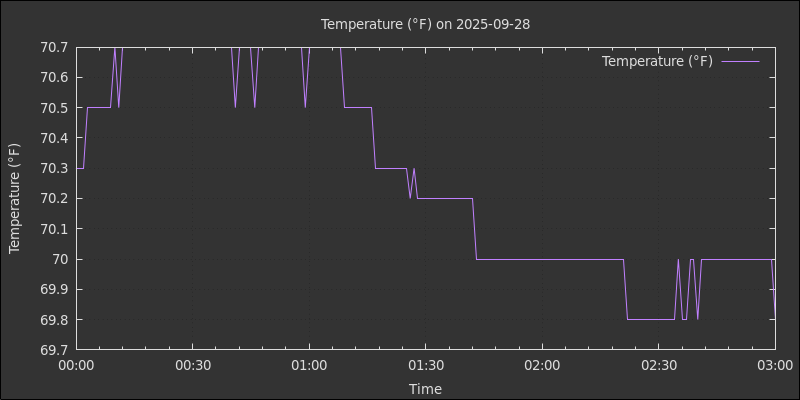 Temperature (°F) on 2025-09-28
Temperature (°F)
70.7
70.6
70.5
70.4
70.3
70.2
70.1
70
69.9
69.8
69.7
Temperature (°F)
00:00 00:30 01:00 01:30 02:00 02:30 03:00
Time